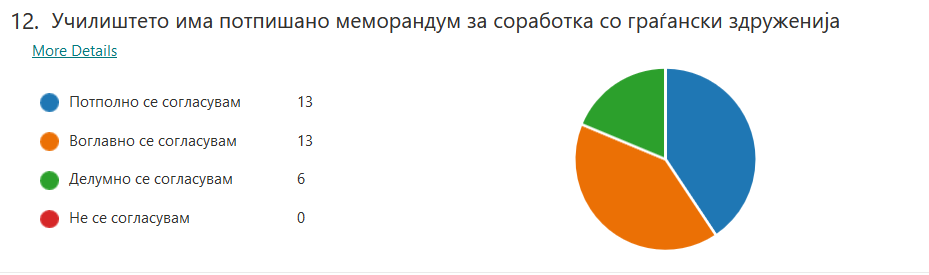 12. Училиштето има потпишано меморандум за соработка со граѓански здруженија
More Details
Потполно се согласувам 13
Воглавно се согласувам 13
Делумно се согласувам 6
Не се согласувам 0